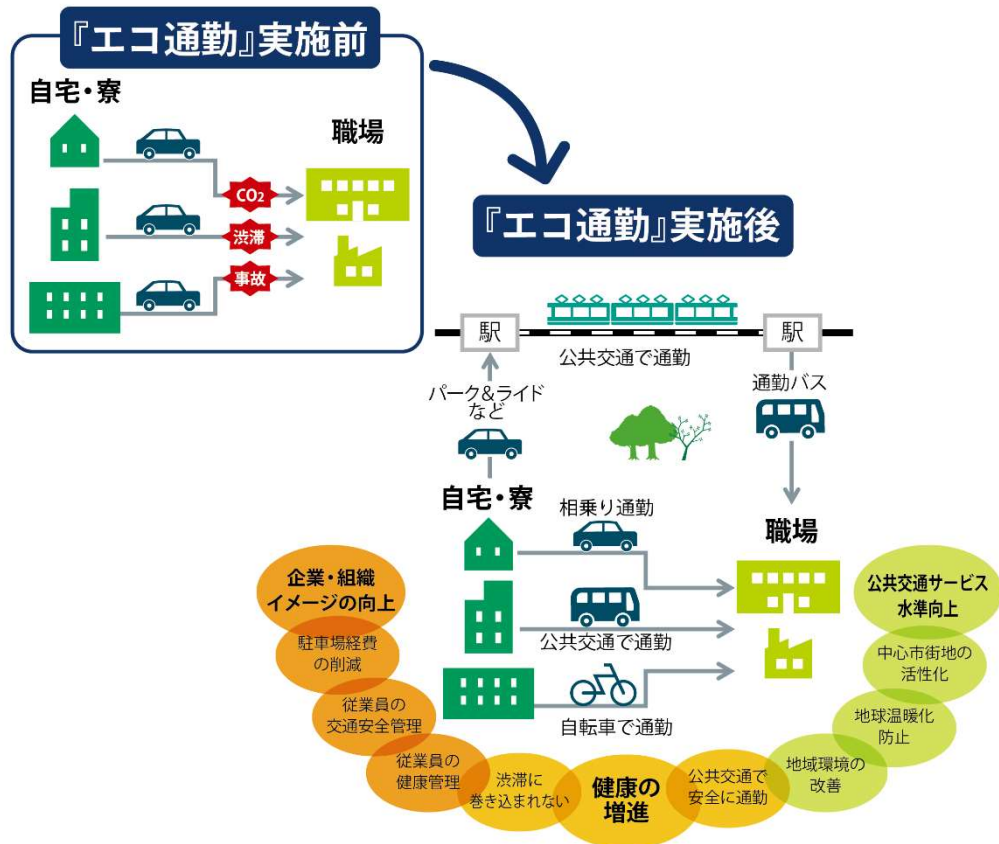 『エコ通勤』実施前
自宅・寮
職場
CO₂
渋滞
事故
『エコ通勤』実施後
駅
駅
公共交通で通勤
パーク&ライド
など
通勤バス
自宅・寮
相乗り通勤
職場
公共交通で通勤
自転車で通勤
企業・組織
イメージの向上
駐車場経費
の削減
従業員の
交通安全管理
従業員の
健康管理
渋滞に
巻き込まれない
健康の
増進
公共交通で
安全に通勤
地域環境の
改善
地球温暖化
防止
中心市街地の
活性化
公共交通サービス
水準向上